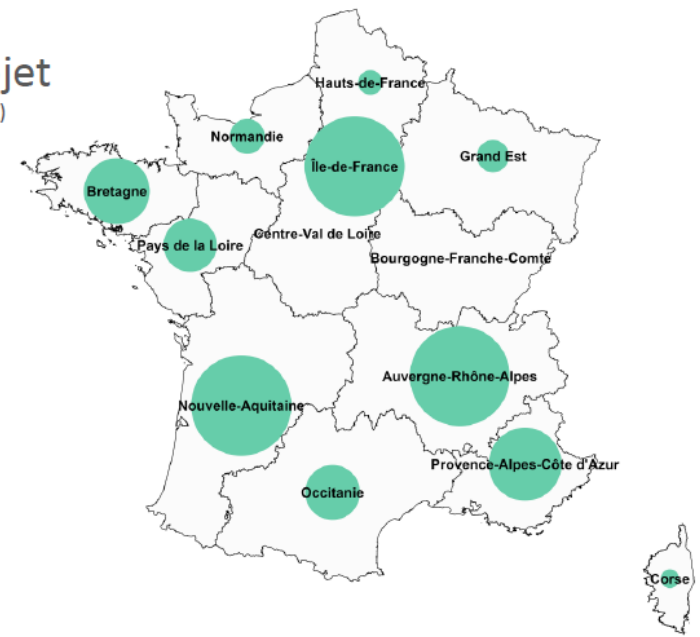 jet
)
Hauts-de-France
Normandie
Île-de-France
Grand Est
Bretagne
Pays de la Loire
Centre-Val de Loire
Bourgogne-Franche-Comté
Auvergne-Rhône-Alpes
Nouvelle-Aquitaine
Provence-Alpes-Côte d'Azur
Occitanie
Corse